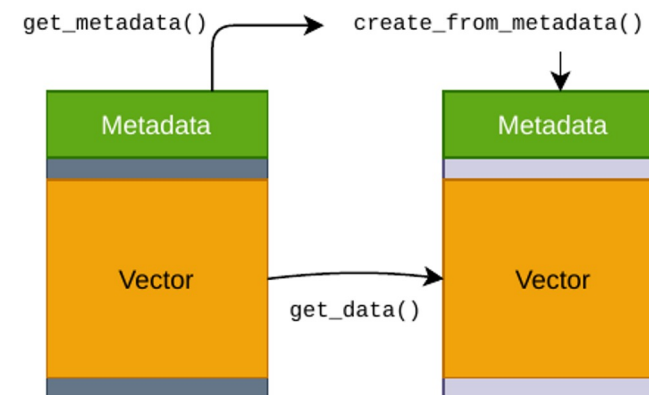 get_metadata()
create_from_metadata()
Metadata
Metadata
Vector
Vector
get_data()